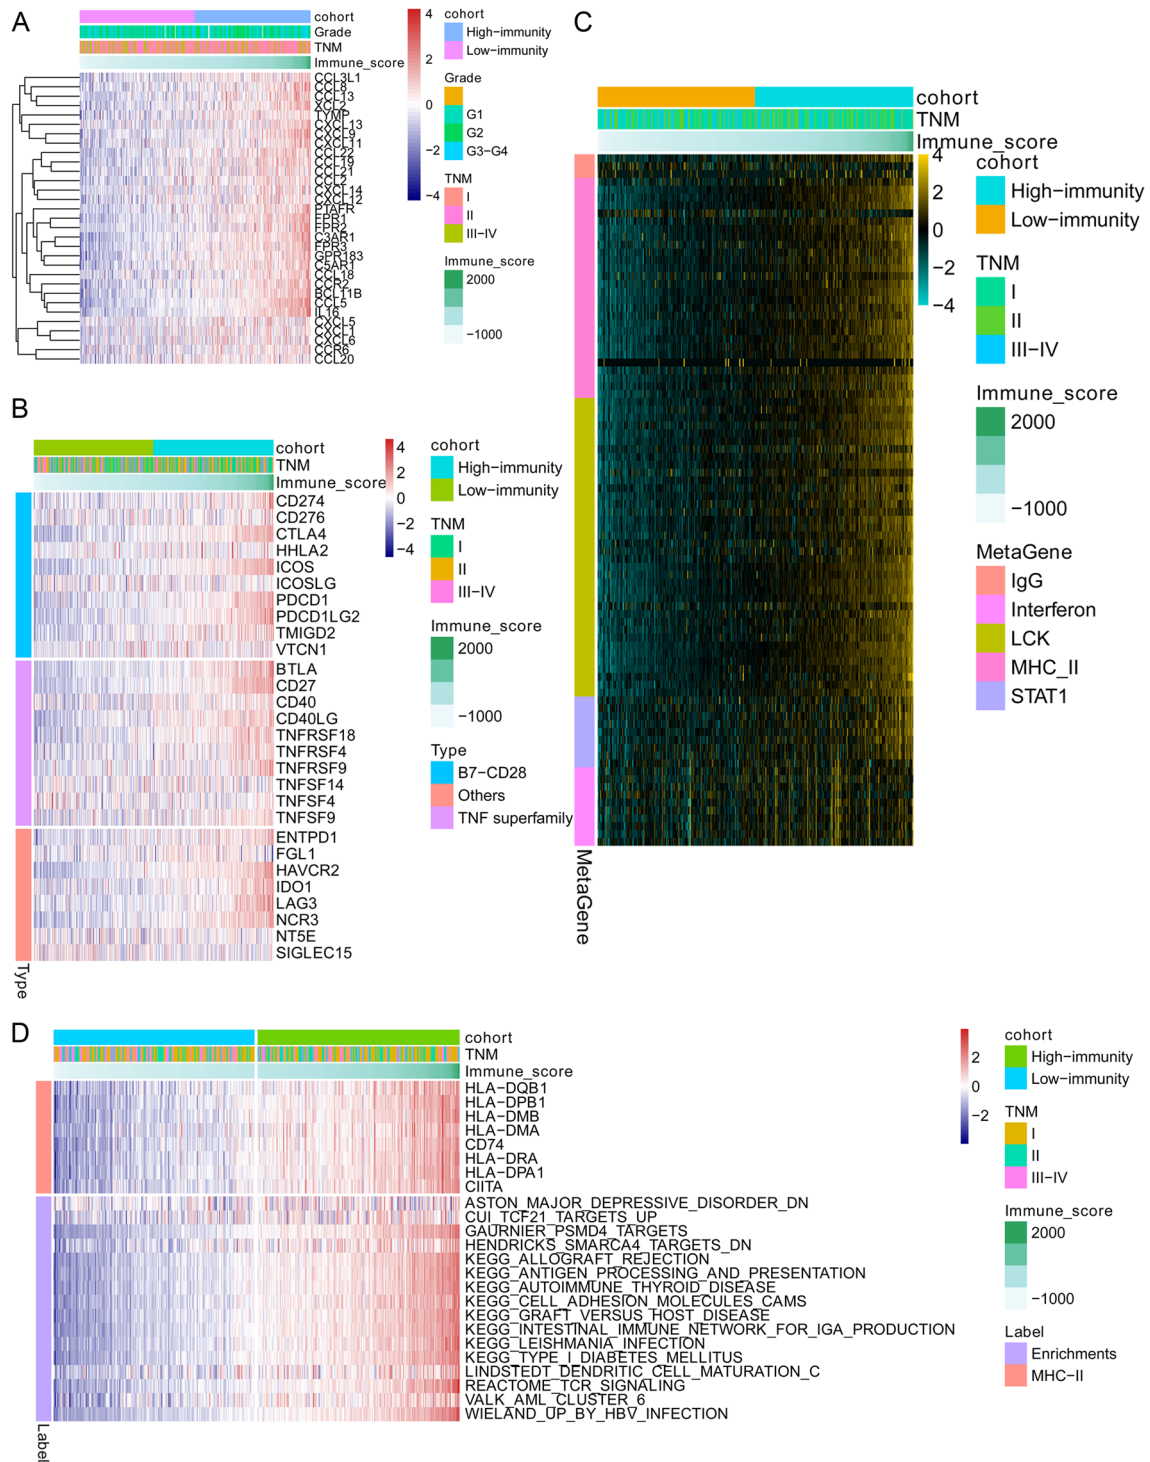 A
cohort
Grade
TNM
Immune_score
CCL3L1
CCL8
CCL13
XCL2
TYMP
CXCL13
CXCL9
CXCL11
CCL22
CCL19
CCL21
CCL2
CXCL14
CXCL12
PTAFR
FPR1
FPR2
C3AR1
FPR3
GPR183
C5AR1
CCL18
CCR2
BCL11B
CCL5
IL16
CXCL5
CXCL1
CXCL6
CCR6
CCL20
4
2
0
−2
−4
cohort
High−immunity
Low−immunity
Grade
G1
G2
G3−G4
TNM
I
II
III−IV
Immune_score
2000
−1000
B
cohort
TNM
Immune_score
CD274
CD276
CTLA4
HHLA2
ICOS
ICOSLG
PDCD1
PDCD1LG2
TMIGD2
VTCN1
BTLA
CD27
CD40
CD40LG
TNFRSF18
TNFRSF4
TNFRSF9
TNFSF14
TNFSF4
TNFSF9
ENTPD1
FGL1
HAVCR2
IDO1
LAG3
NCR3
NT5E
SIGLEC15
Type
4
2
0
−2
−4
cohort
High−immunity
Low−immunity
TNM
I
II
III−IV
Immune_score
2000
−1000
Type
B7−CD28
Others
TNF superfamily
C
cohort
TNM
Immune_score
MetaGene
4
2
0
−2
−4
cohort
High−immunity
Low−immunity
TNM
I
II
III−IV
Immune_score
2000
−1000
MetaGene
IgG
Interferon
LCK
MHC_II
STAT1
D
cohort
TNM
Immune_score
HLA−DQB1
HLA−DPB1
HLA−DMB
HLA−DMA
CD74
HLA−DRA
HLA−DPA1
CIITA
ASTON_MAJOR_DEPRESSIVE_DISORDER_DN
CUI_TCF21_TARGETS_UP
GAURNIER_PSMD4_TARGETS
HENDRICKS_SMARCA4_TARGETS_DN
KEGG_ALLOGRAFT_REJECTION
KEGG_ANTIGEN_PROCESSING_AND_PRESENTATION
KEGG_AUTOIMMUNE_THYROID_DISEASE
KEGG_CELL_ADHESION_MOLECULES_CAMS
KEGG_GRAFT_VERSUS_HOST_DISEASE
KEGG_INTESTINAL_IMMUNE_NETWORK_FOR_IGA_PRODUCTION
KEGG_LEISHMANIA_INFECTION
KEGG_TYPE_I_DIABETES_MELLITUS
LINDSTEDT_DENDRITIC_CELL_MATURATION_C
REACTOME_TCR_SIGNALING
VALK_AML_CLUSTER_6
WIELAND_UP_BY_HBV_INFECTION
Label
2
0
−2
cohort
High−immunity
Low−immunity
TNM
I
II
III−IV
Immune_score
2000
−1000
Label
Enrichments
MHC−II